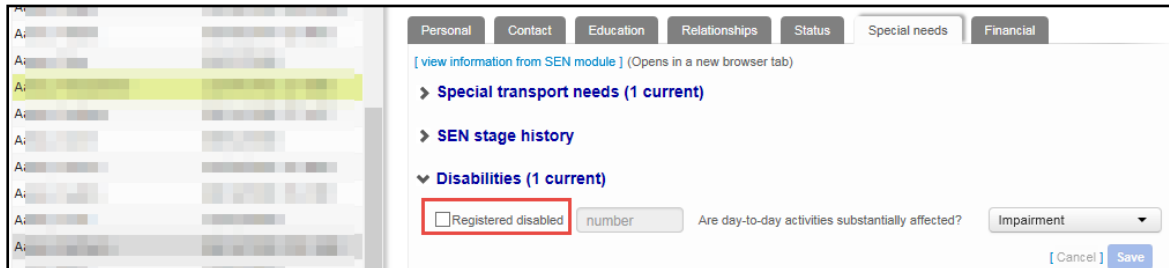 Personal Contact Education Relationships Status Special needs Financial
[ view information from SEN module ] (Opens in a new browser tab)
Special transport needs (1 current)
SEN stage history
Disabilities (1 current)
Registered disabled number Are day-to-day activities substantially affected? Impairment
[ Cancel ] Save